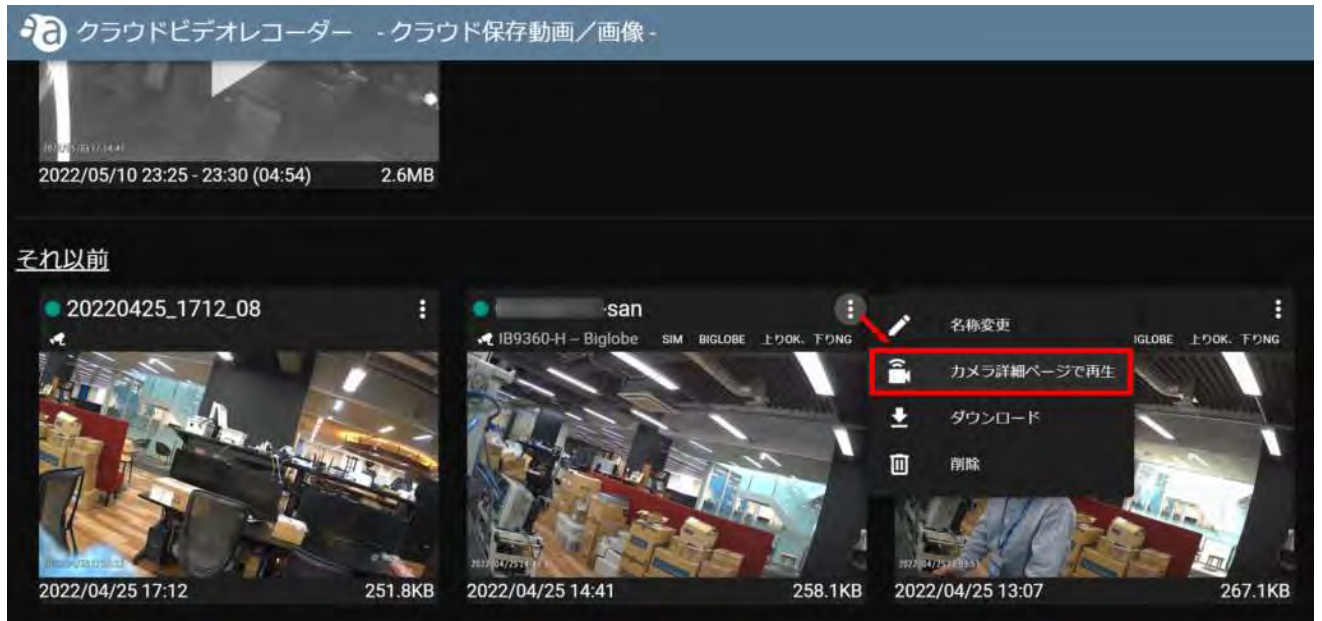 クラウドビデオレコーダー - クラウド保存動画／画像 -
2022/05/10 23:25 - 23:30 (04:54) 2.6MB
それ以前
20220425_1712_08
-san
IB9360-H – Biglobe SIM BIGLOBE 上りOK、下りNG
名称変更
IGLOBE 上りOK、下りNG
カメラ詳細ページで再生
ダウンロード
削除
2022/04/25 17:12 251.8KB
2022/04/25 14:41 258.1KB
2022/04/25 13:07 267.1KB